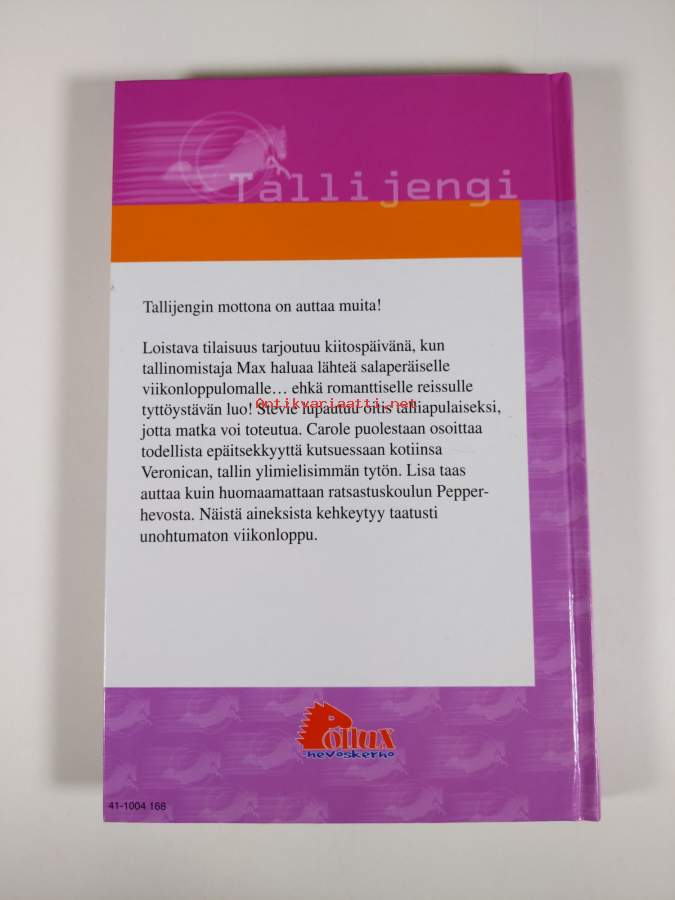 Tallijengi
Tallijengin mottona on auttaa muita!
Loistava tilaisuus tarjoutuu kiitospäivänä, kun
tallinomistaja Max haluaa lähteä salaperäiselle
viikonloppulomalle... ehkä romanttiselle reissulle
tyttöystävän luo! Stevie lupautuu oitis talliapulaiseksi,
Antikvariaatti.net
jotta matka voi toteutua. Carole puolestaan osoittaa
todellista epäitsekkyyttä kutsuessaan kotiinsa
Veronican, tallin ylimielisimmän tytön. Lisa taas
auttaa kuin huomaamattaan ratsastuskoulun Pepper-
hevosta. Näistä aineksista kehkeytyy taatusti
unohtumaton viikonloppu.
Pollux
-hevoskerho
41-1004 168